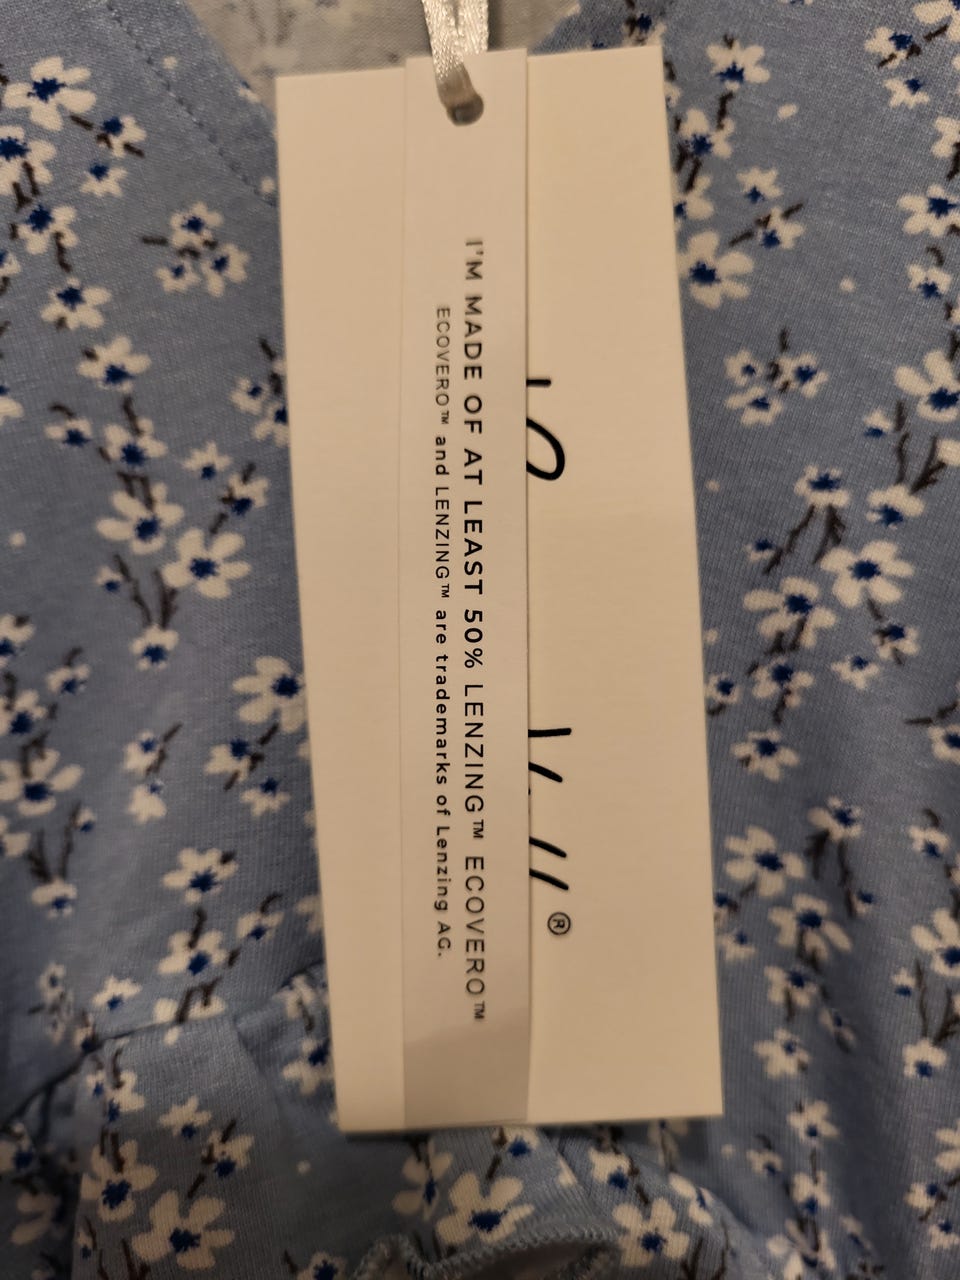 I'M MADE OF AT LEAST 50% LENZING™ ECOVERO™
ECOVERO™ and LENZING™ are trademarks of Lenzing AG.
®